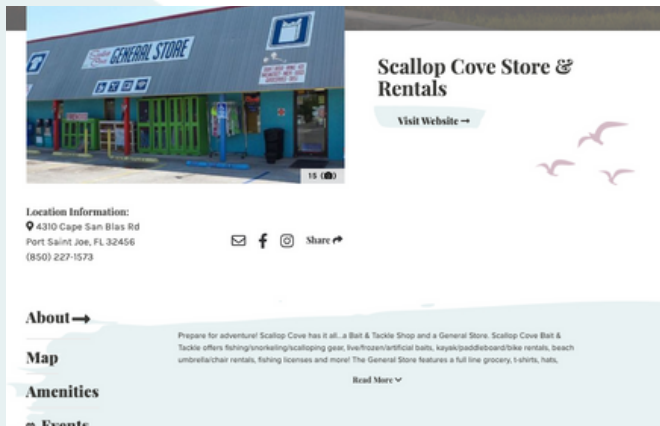 GENERAL STORE
15
Scallop Cove Store &
Rentals
Visit Website
Location Information:
4310 Cape San Blas Rd
Port Saint Joe, FL 32456
(850) 227-1573
Share
About
Map
Amenities
Events
Prepare for adventure! Scallop Cove has it all...a Bait & Tackle Shop and a General Store. Scallop Cove Bait &
Tackle offers fishing/snorkeling/scalloping gear, live/frozen/artificial baits, kayak/paddleboard/bike rentals, beach
umbrella/chair rentals, fishing licenses and more! The General Store features a full line grocery, t-shirts, hats,
Read More